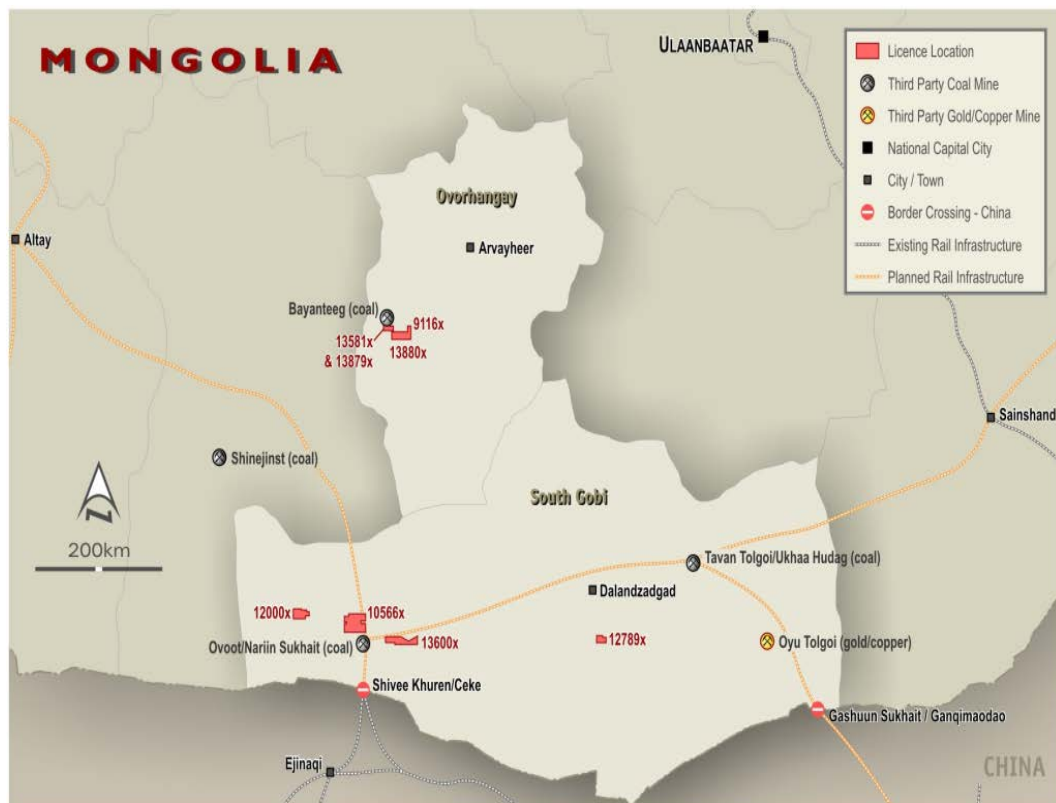 MONGOLIA
ULAANBAATAR
Licence Location
Third Party Coal Mine
Third Party Gold/Copper Mine
National Capital City
City / Town
Border Crossing - China
Existing Rail Infrastructure
Planned Rail Infrastructure
Ovorhangay
Altay
Arvayheer
Bayanteeg (coal)
9116x
13581x
& 13879x
13880x
Sainshand
Shinejinst (coal)
N
South Gobi
200km
Tavan Tolgoi/Ukhaa Hudag (coal)
Dalandzadgad
12000x
10566x
Ovoot/Nariin Sukhait (coal)
13600x
12789x
Oyu Tolgoi (gold/copper)
Shivee Khuren/Ceke
Gashuun Sukhait / Ganqimaodao
Ejinaqi
CHINA